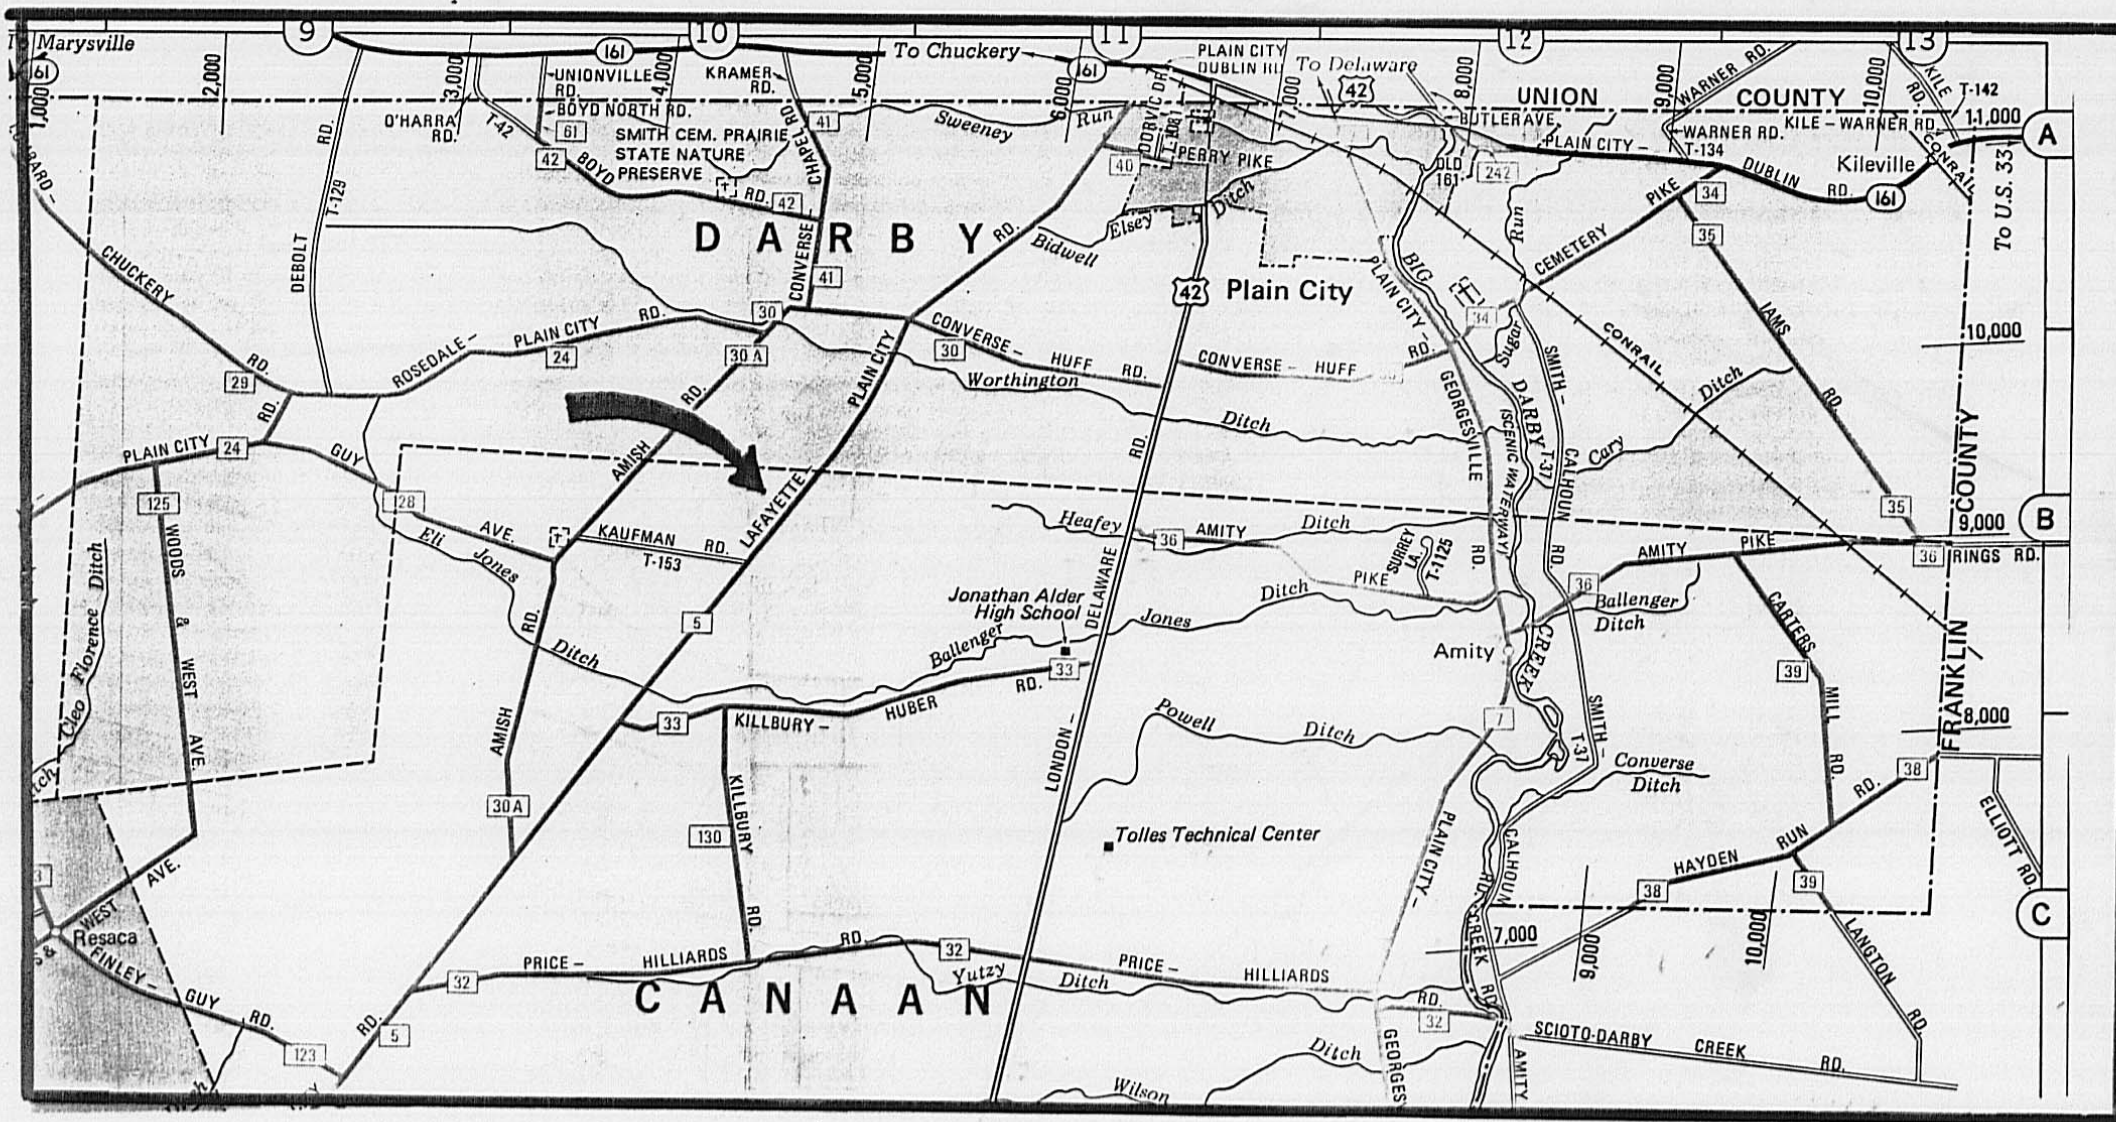 9
10
11
12
13
To Marysville
161
161
To Chuckery
161
PLAIN CITY
DUBLIN RD.
To Delaware
42
1,000
2,000
3,000
4,000
5,000
6,000
7,000
8,000
9,000
10,000
UNIONVILLE
RD.
BOYD NORTH RD.
61
KRAMER
RD.
O'HARRA
RD.
T-42
SMITH CEM. PRAIRIE
STATE NATURE
PRESERVE
42
BOYD
RD.
42
CHAPEL RD.
41
CONVERSE -
41
Sweeney
Run
40
PERRY PIKE
Elsey
Ditch
Bidwell
UNION
COUNTY
WARNER RD.
KILE
RD.
T-142
11,000
A
BUTLER AVE.
PLAIN CITY -
WARNER RD.
T-134
KILE - WARNER RD.
Kileville
CONRAIL
OLD
161
242
DUBLIN
RD.
161
To U.S. 33
CEMETERY
PIKE
34
35
IAMS
RD.
35
CHUCKERY
RD.
29
RD.
DEBOLT
T-129
RD.
DARBY
ROSEDALE -
PLAIN CITY
RD.
24
30
30 A
PLAIN CITY
RD.
CONVERSE -
30
HUFF
RD.
42
Plain City
CONVERSE - HUFF
RD.
34
Sugar
Run
BIG
DARBY
(SCENIC WATERWAY)
CREEK
CONRAIL
10,000
Worthington
Ditch
PLAIN CITY -
GEORGESVILLE
RD.
SMITH -
CALHOUN
RD.
T-37
Cary
Ditch
PLAIN CITY
24
GUY
128
AVE.
AMISH
RD.
LAFAYETTE -
125
WOODS
&
WEST
AVE.
Cleo Florence Ditch
Eli
Jones
Ditch
KAUFMAN
RD.
T-153
5
Heafey
Ditch
36
AMITY
PIKE
SURREY
LA.
T-1125
9,000
B
COUNTY
FRANKLIN
AMITY
PIKE
36
RINGS RD.
36
Ballenger
Ditch
Jonathan Alder
High School
Ballenger
Jones
Ditch
DELAWARE
RD.
LONDON -
33
Amity
CARTERS
39
MILL
RD.
8,000
AMISH
RD.
30A
33
KILLBURY -
HUBER
RD.
KILLBURY
130
RD.
Powell
Ditch
7
SMITH -
T-37
CALHOUN
RD.
Converse
Ditch
38
RD.
ELLIOTT RD.
Tolles Technical Center
PLAIN CITY -
HAYDEN
RUN
38
39
C
WEST
AVE.
Resaca
FINLEY -
GUY
RD.
123
RD.
5
32
PRICE -
HILLIARDS
RD.
32
Yutzy
Ditch
PRICE -
HILLIARDS
RD.
32
CANAAN
CREEK
7,000
9,000
10,000
LANGTON
RD.
SCIOTO-DARBY
CREEK
RD.
AMITY
Ditch
Wilson